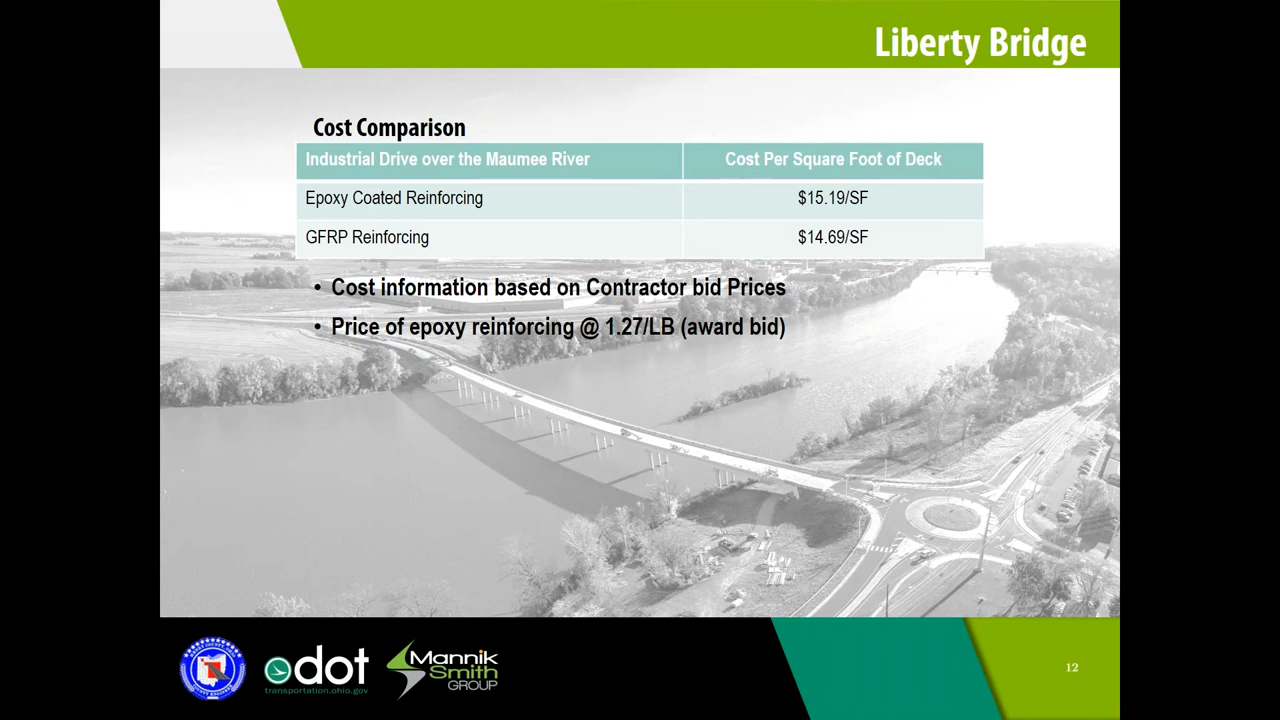 Liberty Bridge
Cost Comparison
Industrial Drive over the Maumee River Cost Per Square Foot of Deck
Epoxy Coated Reinforcing $15.19/SF
GFRP Reinforcing $14.69/SF
• Cost information based on Contractor bid Prices
• Price of epoxy reinforcing @ 1.27/LB (award bid)
odot
transportation.ohio.gov
Mannik
Smith
GROUP
12